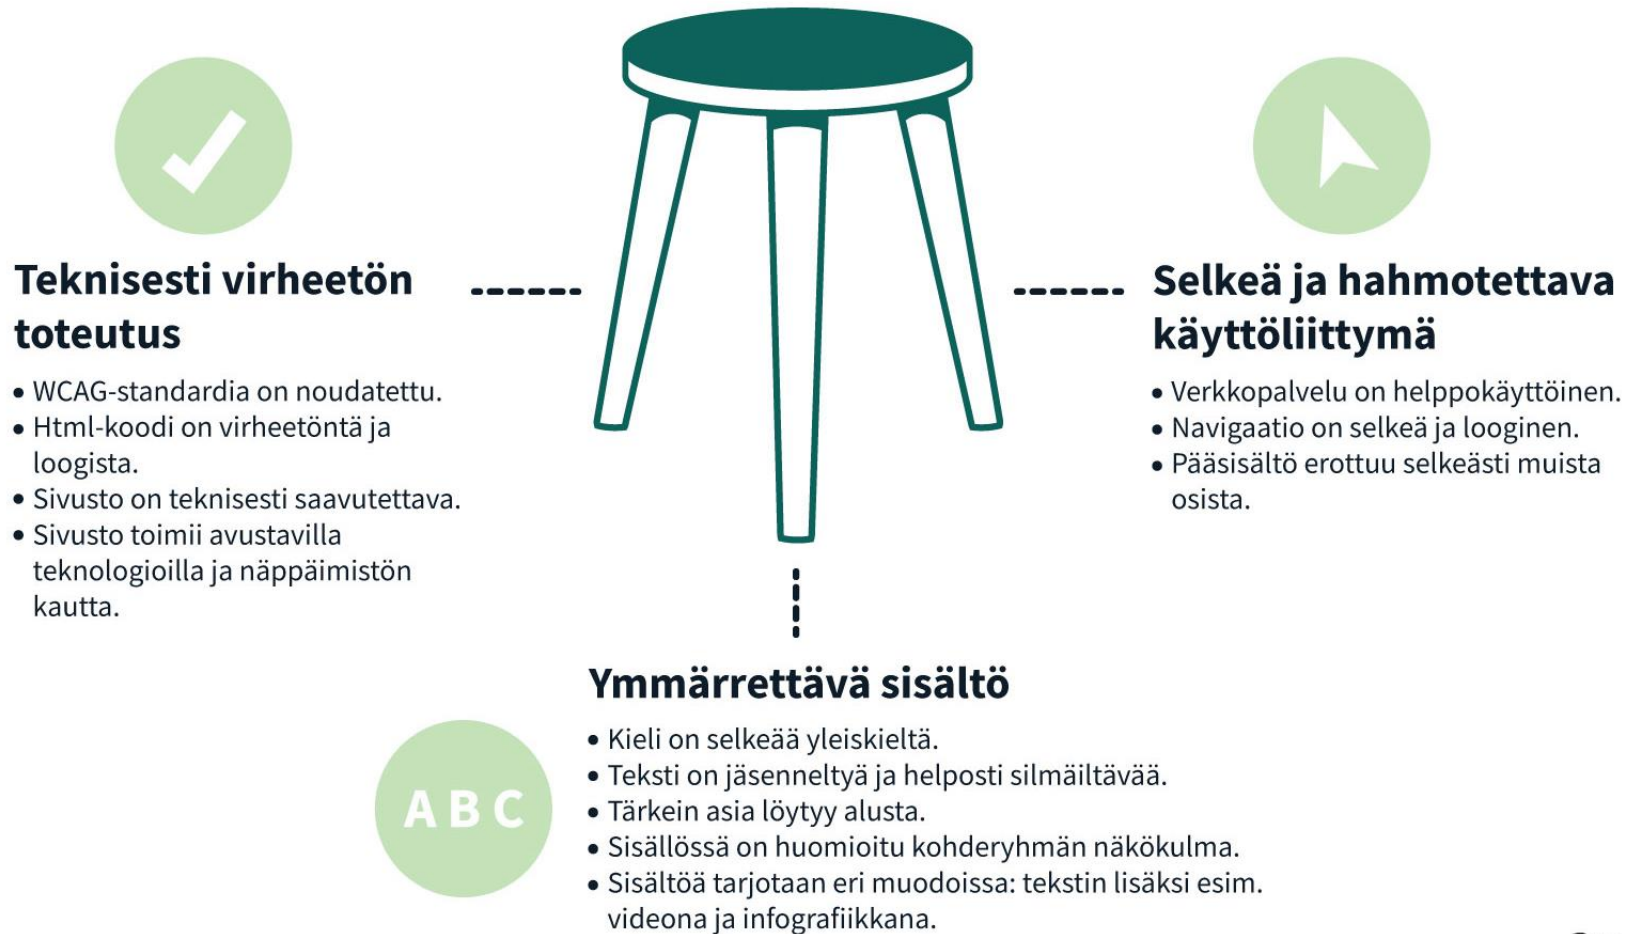 Teknisesti virheetön
toteutus
• WCAG-standardia on noudatettu.
• Html-koodi on virheetöntä ja
loogista.
• Sivusto on teknisesti saavutettava.
• Sivusto toimii avustavilla
teknologioilla ja näppäimistön
kautta.
Selkeä ja hahmotettava
käyttöliittymä
• Verkkopalvelu on helppokäyttöinen.
• Navigaatio on selkeä ja looginen.
• Pääsisältö erottuu selkeästi muista
osista.
ABC
Ymmärrettävä sisältö
• Kieli on selkeää yleiskieltä.
• Teksti on jäsenneltyä ja helposti silmäiltävää.
• Tärkein asia löytyy alusta.
• Sisällössä on huomioitu kohderyhmän näkökulma.
• Sisältöä tarjotaan eri muodoissa: tekstin lisäksi esim.
videona ja infografiikkana.